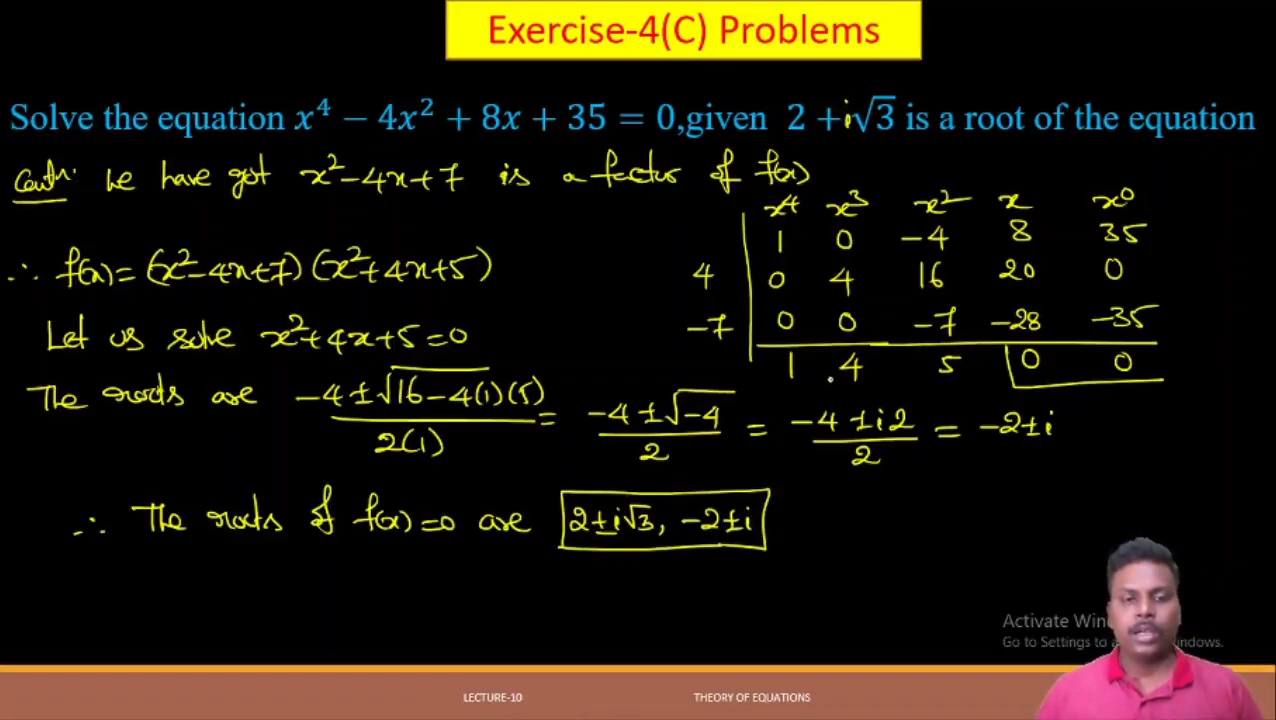 Exercise-4(C) Problems
Solve the equation x⁴ − 4x² + 8x + 35 = 0,given 2 + i√3 is a root of the equation
Contn: We have got x²-4x+7 is a factor of f(x)
x⁴ x³ x² x x⁰
1 0 -4 8 35
∴ f(x) = (x²-4x+7)(x²+4x+5)
4 0 4 16 20 0
-7 0 0 -7 -28 -35
Let us solve x²+4x+5=0
1 4 5 0 0
The roots are (-4±√(16-4(1)(5)))/2(1) = (-4±√-4)/2 = (-4±i2)/2 = -2±i
∴ The roots of f(x)=0 are 2±i√3, -2±i
Activate Win
Go to Settings to a indows.
LECTURE-10
THEORY OF EQUATIONS